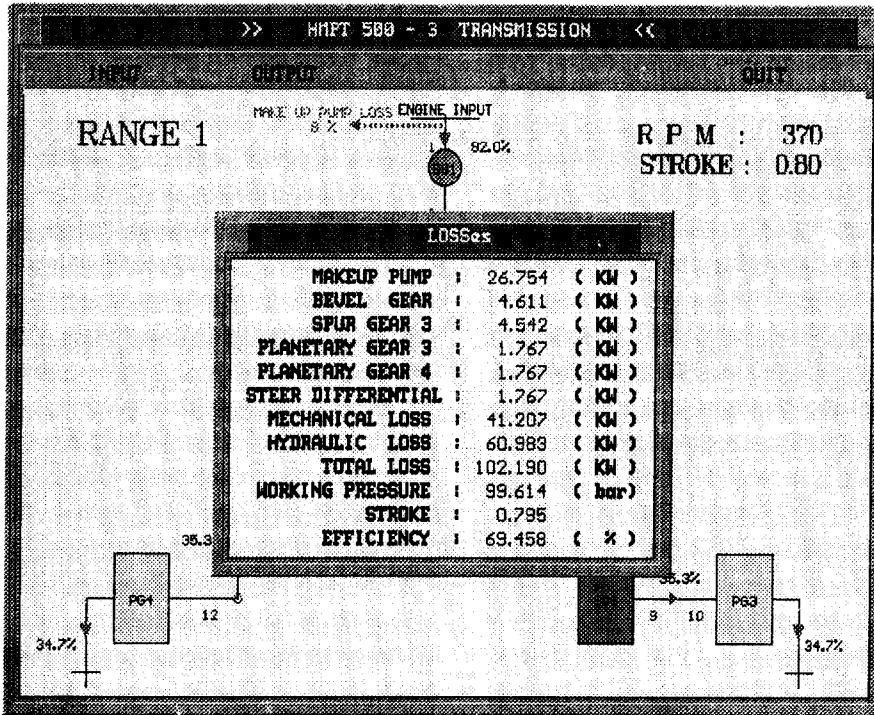 >> HMPT 500 - 3 TRANSMISSION <<
INPUT OUTPUT QUIT
MAKE UP PUMP LOSS ENGINE INPUT
8 %
RANGE 1
1 92.0%
R P M : 370
STROKE : 0.80
LOSSes
MAKEUP PUMP : 26.754 ( KW )
BEVEL GEAR : 4.611 ( KW )
SPUR GEAR 3 : 4.542 ( KW )
PLANETARY GEAR 3 : 1.767 ( KW )
PLANETARY GEAR 4 : 1.767 ( KW )
STEER DIFFERENTIAL : 1.767 ( KW )
MECHANICAL LOSS : 41.207 ( KW )
HYDRAULIC LOSS : 60.983 ( KW )
TOTAL LOSS : 102.190 ( KW )
WORKING PRESSURE : 99.614 ( bar)
STROKE : 0.795
EFFICIENCY : 69.458 ( % )
35.3
35.3%
PG4 12
9 10 PG3
34.7%
34.7%